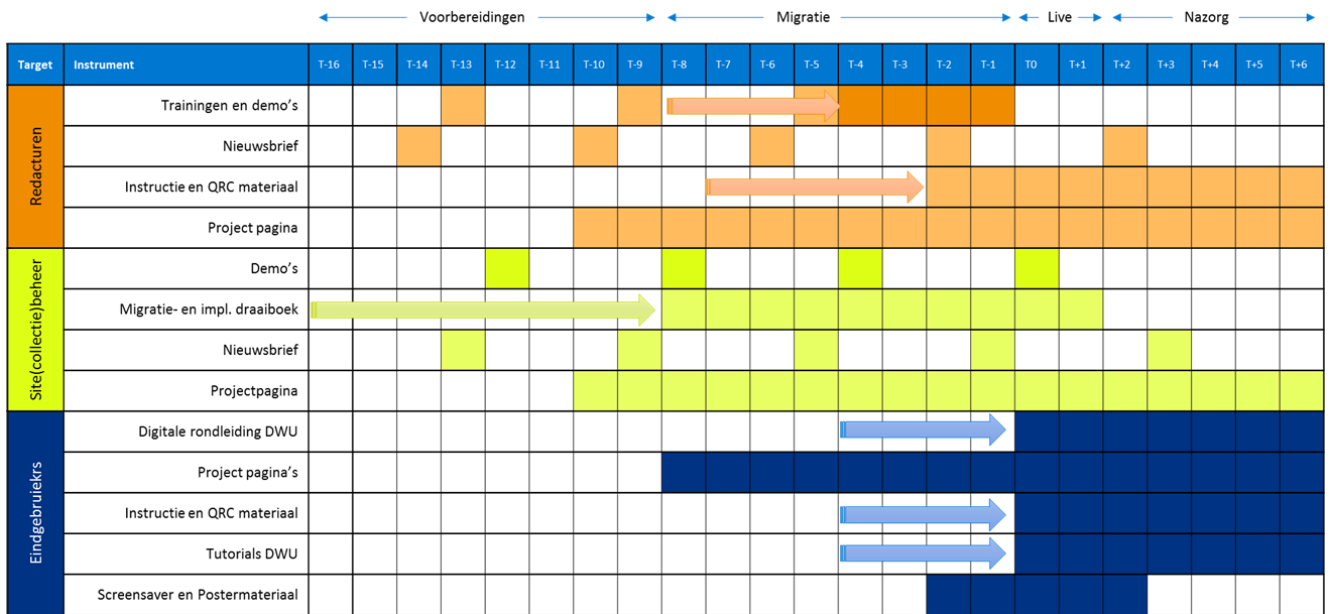 Voorbereidingen Migratie Live Nazorg
Target Instrument T-16 T-15 T-14 T-13 T-12 T-11 T-10 T-9 T-8 T-7 T-6 T-5 T-4 T-3 T-2 T-1 T0 T+1 T+2 T+3 T+4 T+5 T+6
Redacturen
Trainingen en demo's
Nieuwsbrief
Instructie en QRC materiaal
Project pagina
Site(collectie)beheer
Demo's
Migratie- en impl. draaiboek
Nieuwsbrief
Projectpagina
Eindgebruiekrs
Digitale rondleiding DWU
Project pagina's
Instructie en QRC materiaal
Tutorials DWU
Screensaver en Postermateriaal